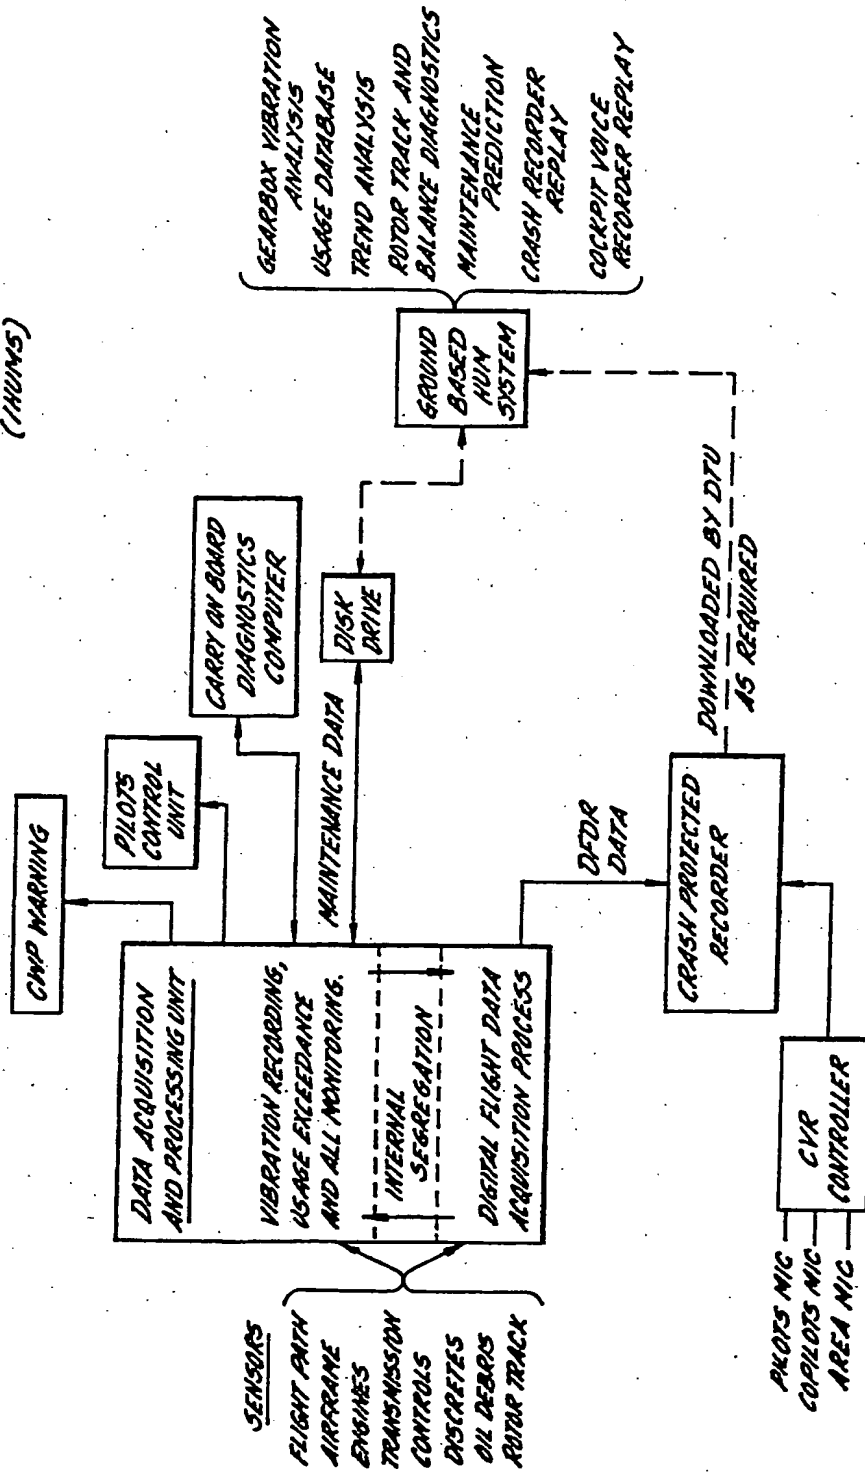 (IHUMS)
CWP WARNING
PILOTS
CONTROL
UNIT
CARRY ON BOARD
DIAGNOSTICS
COMPUTER
SENSORS
FLIGHT PATH
AIRFRAME
ENGINES
TRANSMISSION
CONTROLS
DISCRETES
OIL DEBRIS
ROTOR TRACK
DATA ACQUISITION
AND PROCESSING UNIT
VIBRATION RECORDING,
USAGE EXCEEDANCE
AND ALL MONITORING.
INTERNAL
SEGREGATION
DIGITAL FLIGHT DATA
ACQUISITION PROCESS
MAINTENANCE DATA
DISK
DRIVE
GROUND
BASED
HUM
SYSTEM
GEARBOX VIBRATION
ANALYSIS
USAGE DATABASE
TREND ANALYSIS
ROTOR TRACK AND
BALANCE DIAGNOSTICS
MAINTENANCE
PREDICTION
CRASH RECORDER
REPLAY
COCKPIT VOICE
RECORDER REPLAY
DFDR
DATA
CRASH PROTECTED
RECORDER
DOWNLOADED BY DTU
AS REQUIRED
PILOTS MIC
COPILOTS MIC
AREA MIC
CVR
CONTROLLER